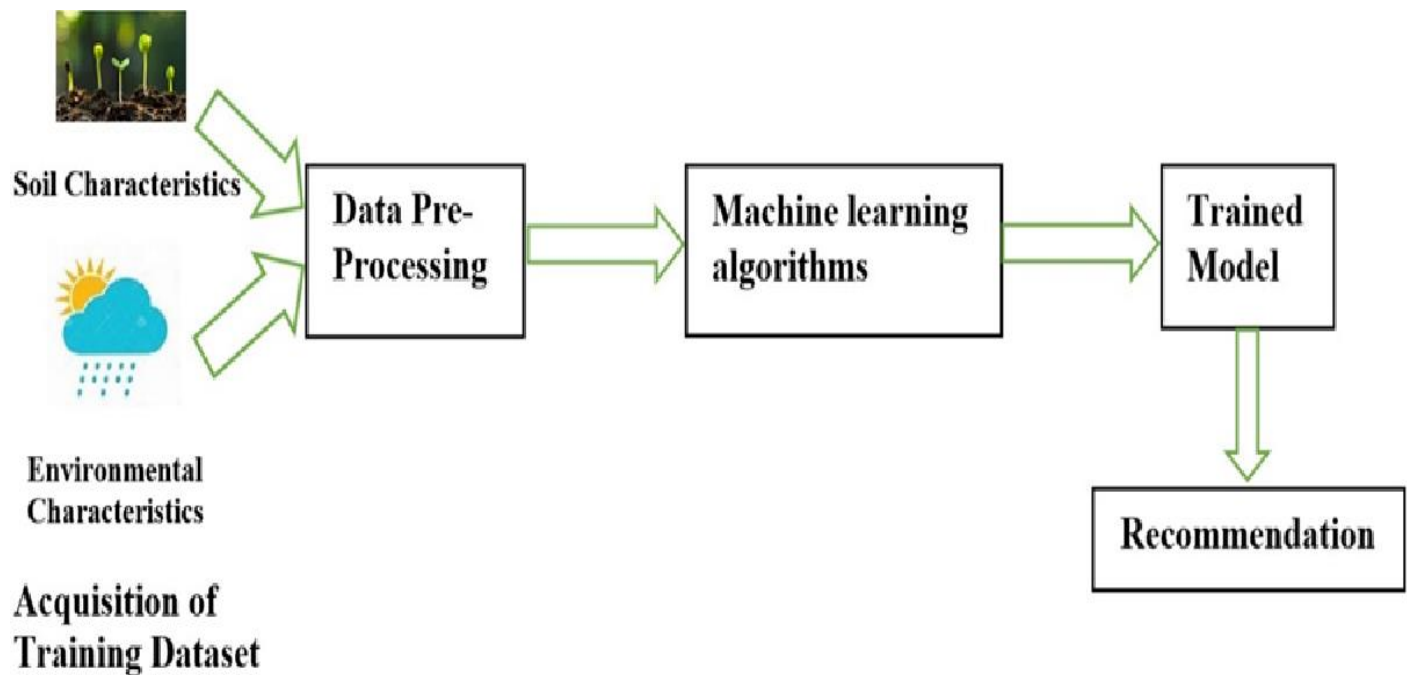 Soil Characteristics
Environmental
Characteristics
Acquisition of
Training Dataset
Data Pre-
Processing
Machine learning
algorithms
Trained
Model
Recommendation